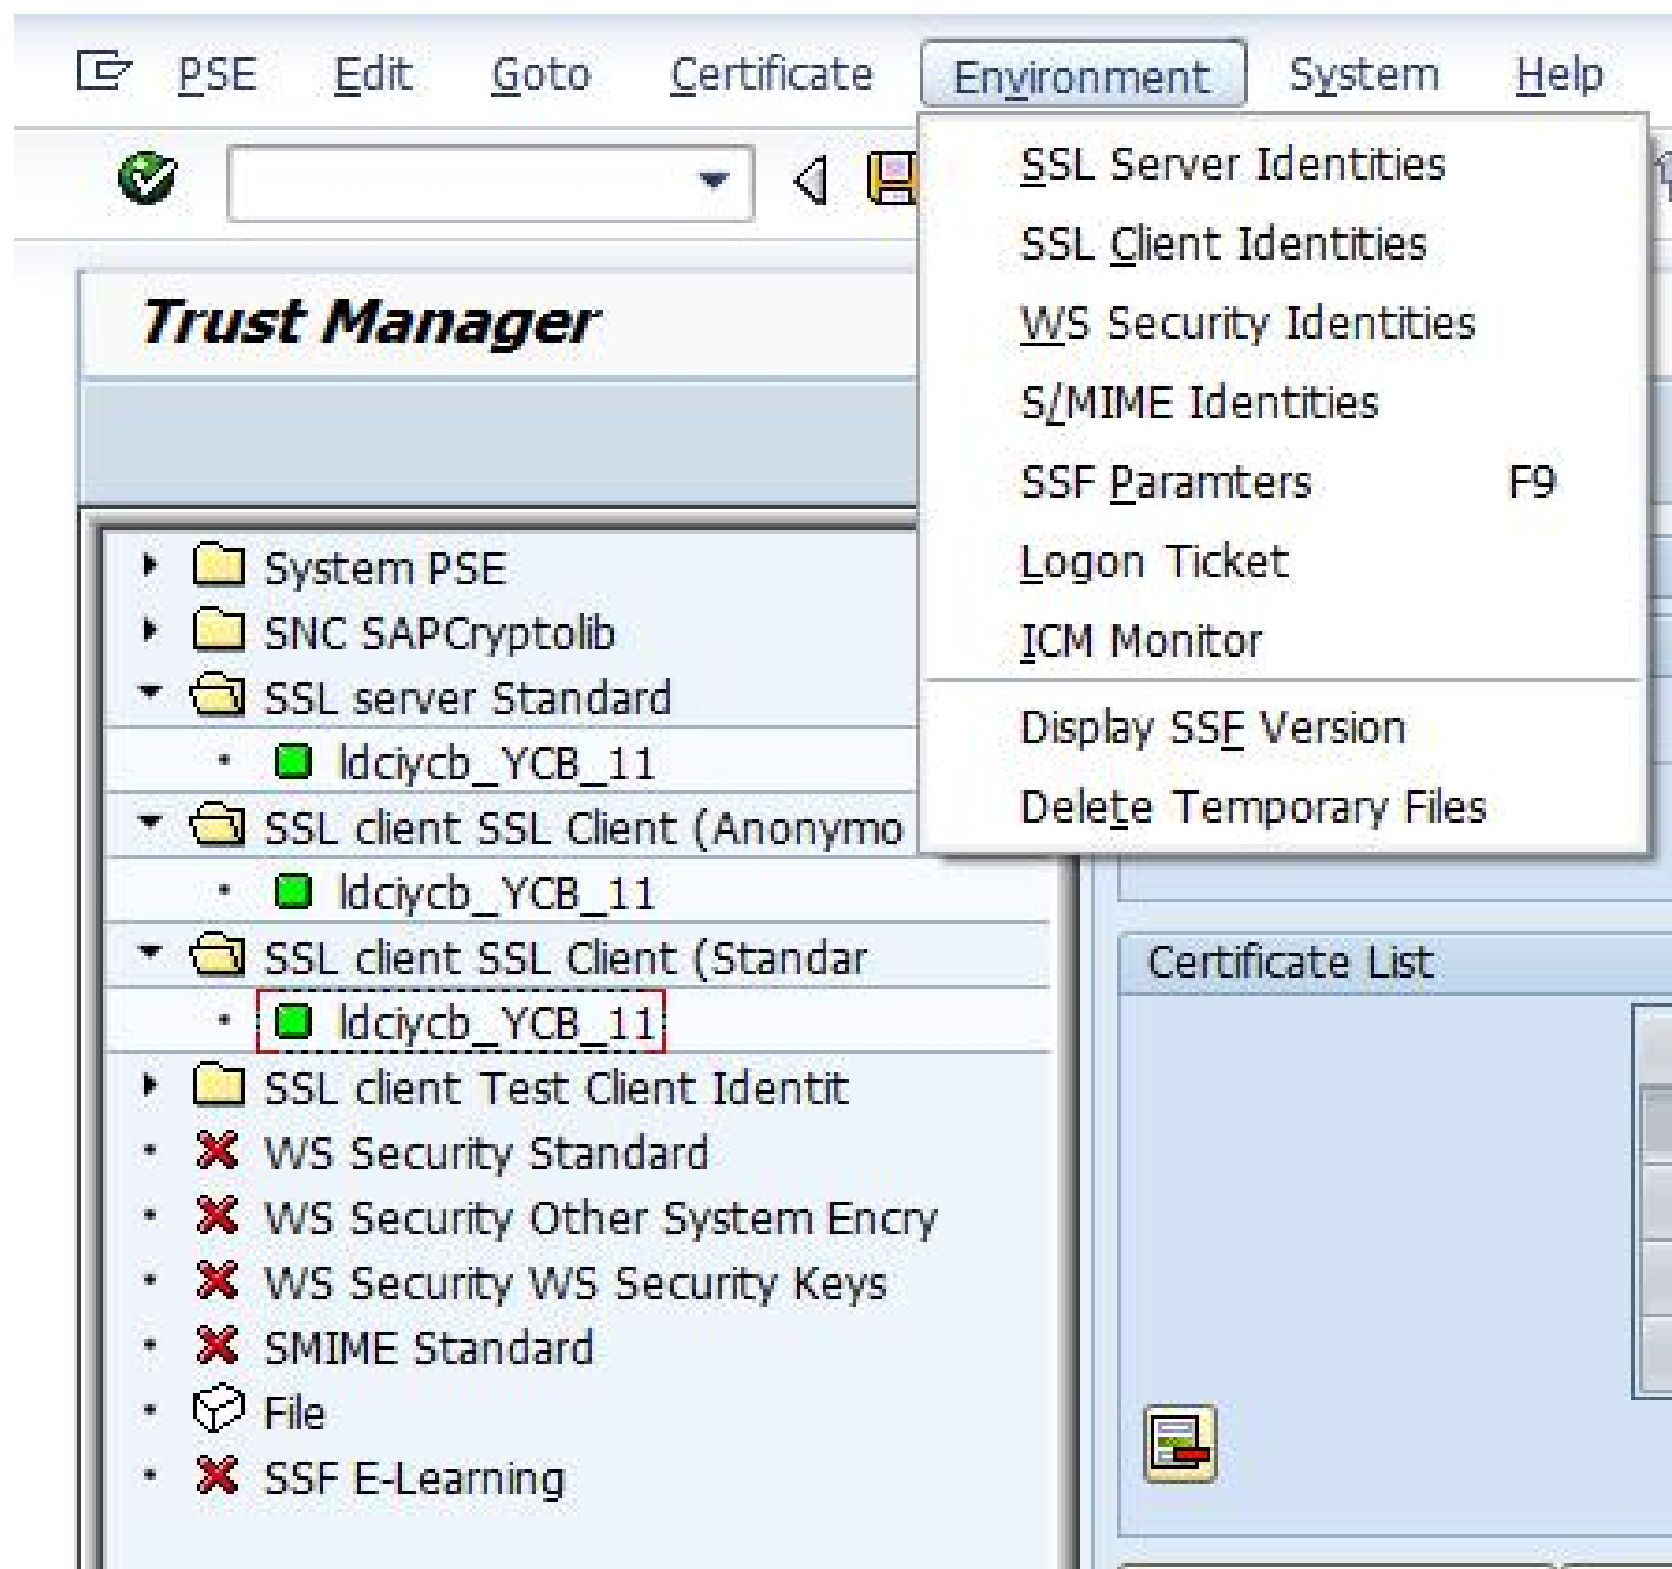 PSE Edit Goto Certificate Environment System Help
SSL Server Identities
SSL Client Identities
WS Security Identities
S/MIME Identities
SSF Paramters F9
Logon Ticket
ICM Monitor
Display SSF Version
Delete Temporary Files
Trust Manager
System PSE
SNC SAPCryptolib
SSL server Standard
ldciycb_YCB_11
SSL client SSL Client (Anonymo
ldciycb_YCB_11
SSL client SSL Client (Standar
ldciycb_YCB_11
SSL client Test Client Identit
WS Security Standard
WS Security Other System Encry
WS Security WS Security Keys
SMIME Standard
File
SSF E-Learning
Certificate List